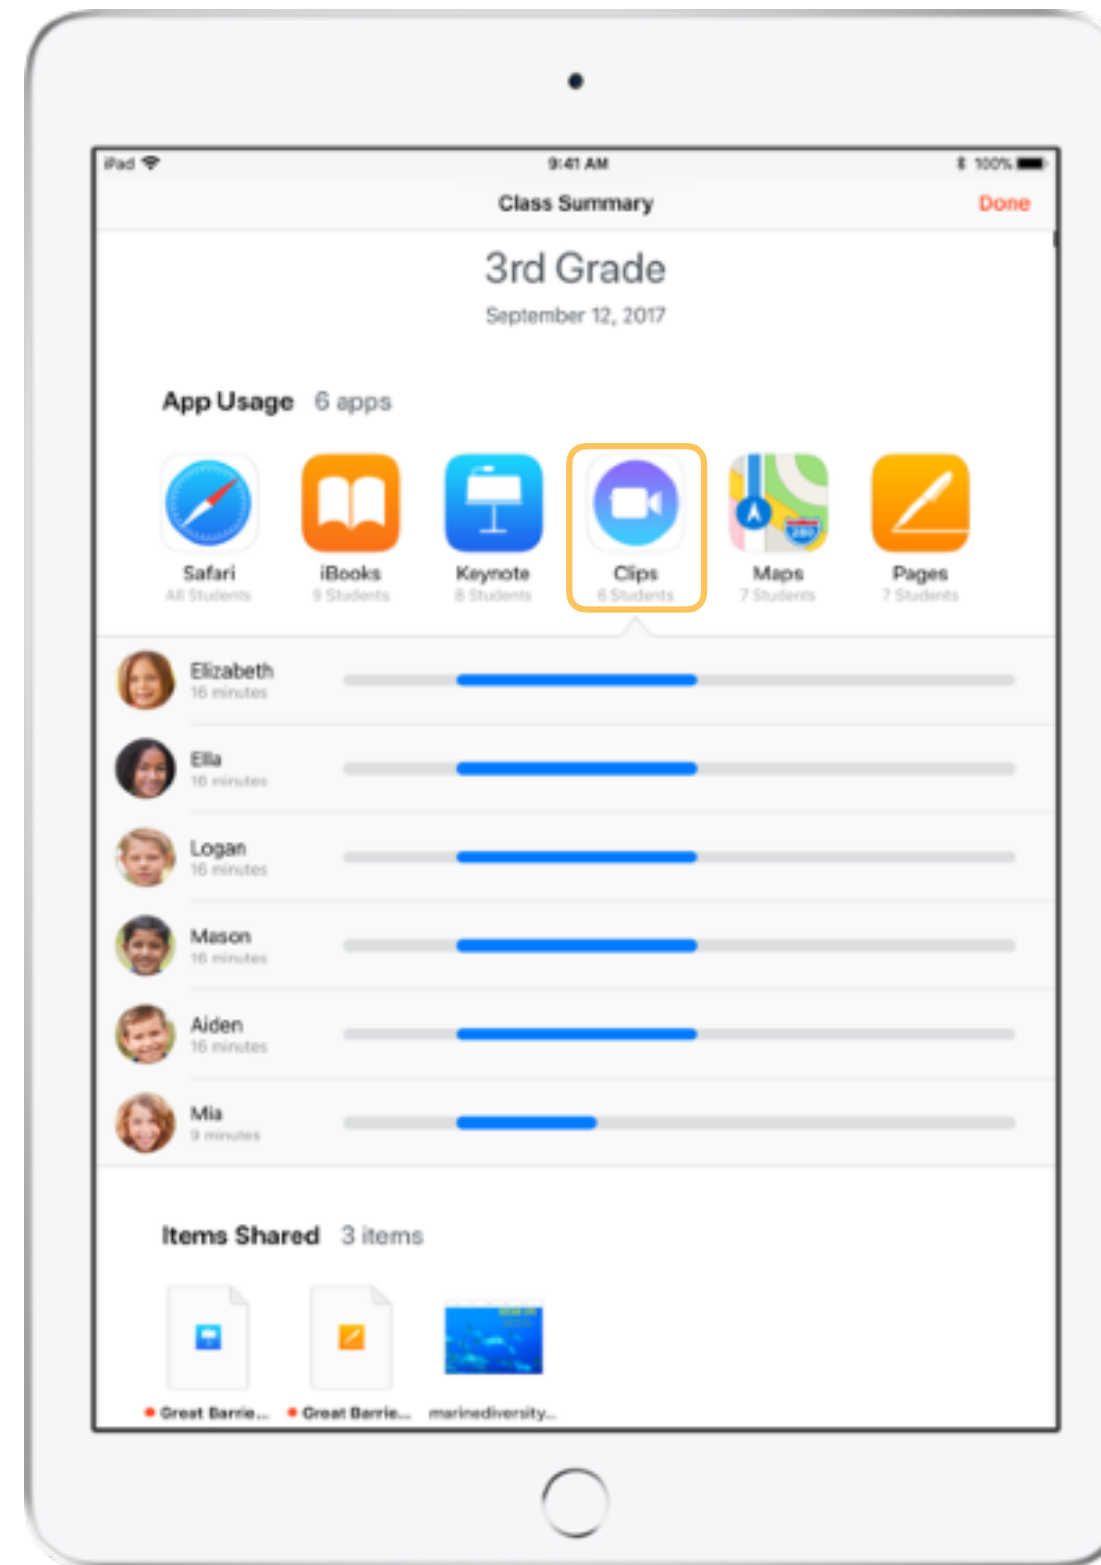 iPad 9:41 AM 100%
Class Summary Done
3rd Grade
September 12, 2017
App Usage 6 apps
Safari iBooks Keynote Clips Maps Pages
All Students 9 Students 8 Students 6 Students 7 Students 7 Students
280
Elizabeth
16 minutes
Ella
16 minutes
Logan
16 minutes
Mason
16 minutes
Aiden
16 minutes
Mia
9 minutes
Items Shared 3 items
Great Barrie... Great Barrie... marinediversity...